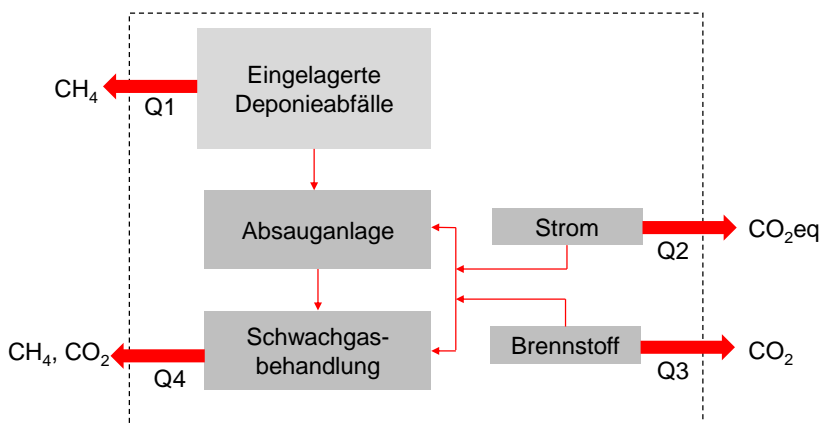 Eingelagerte
Deponieabfälle
CH₄
Q1
Absauganlage
Strom
CO₂eq
Q2
Schwachgas-
behandlung
CH₄, CO₂
Q4
Brennstoff
CO₂
Q3